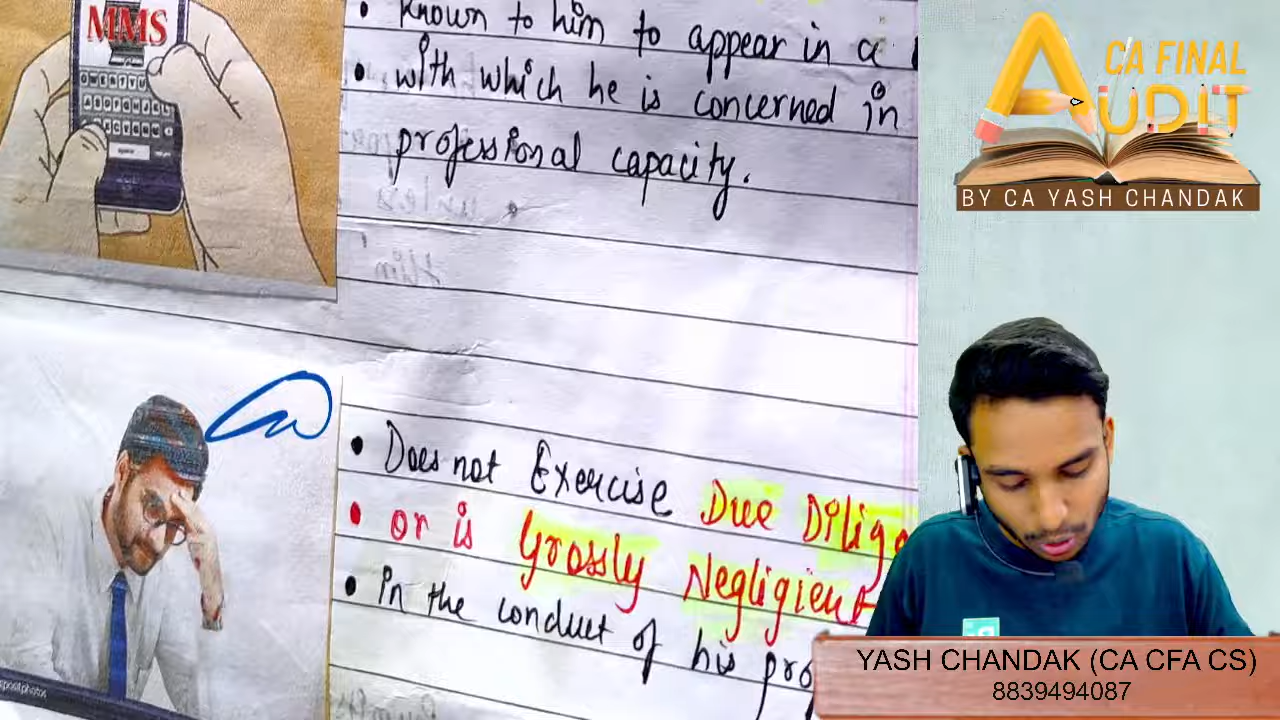 MMS
• Known to him to appear in a
• with which he is concerned in
professional capacity.
• Does not Exercise Due Dilige
• or is Grossly Negligient
• in the conduct of his pro
CA FINAL
AUDIT
BY CA YASH CHANDAK
YASH CHANDAK (CA CFA CS)
8839494087